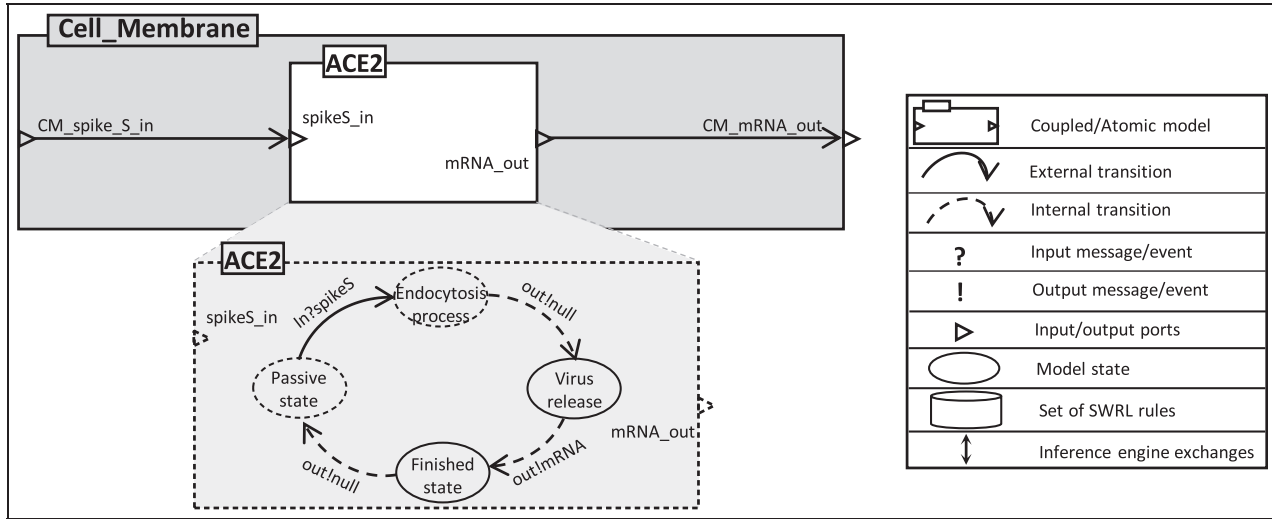 Cell_Membrane
ACE2
CM_spike_S_in
spikeS_in
mRNA_out
CM_mRNA_out
ACE2
spikeS_in
In?spikeS
Endocytosis
process
out!null
Passive
state
Virus
release
mRNA_out
out!mRNA
Finished
state
out!null
Coupled/Atomic model
External transition
Internal transition
? Input message/event
! Output message/event
Input/output ports
Model state
Set of SWRL rules
Inference engine exchanges